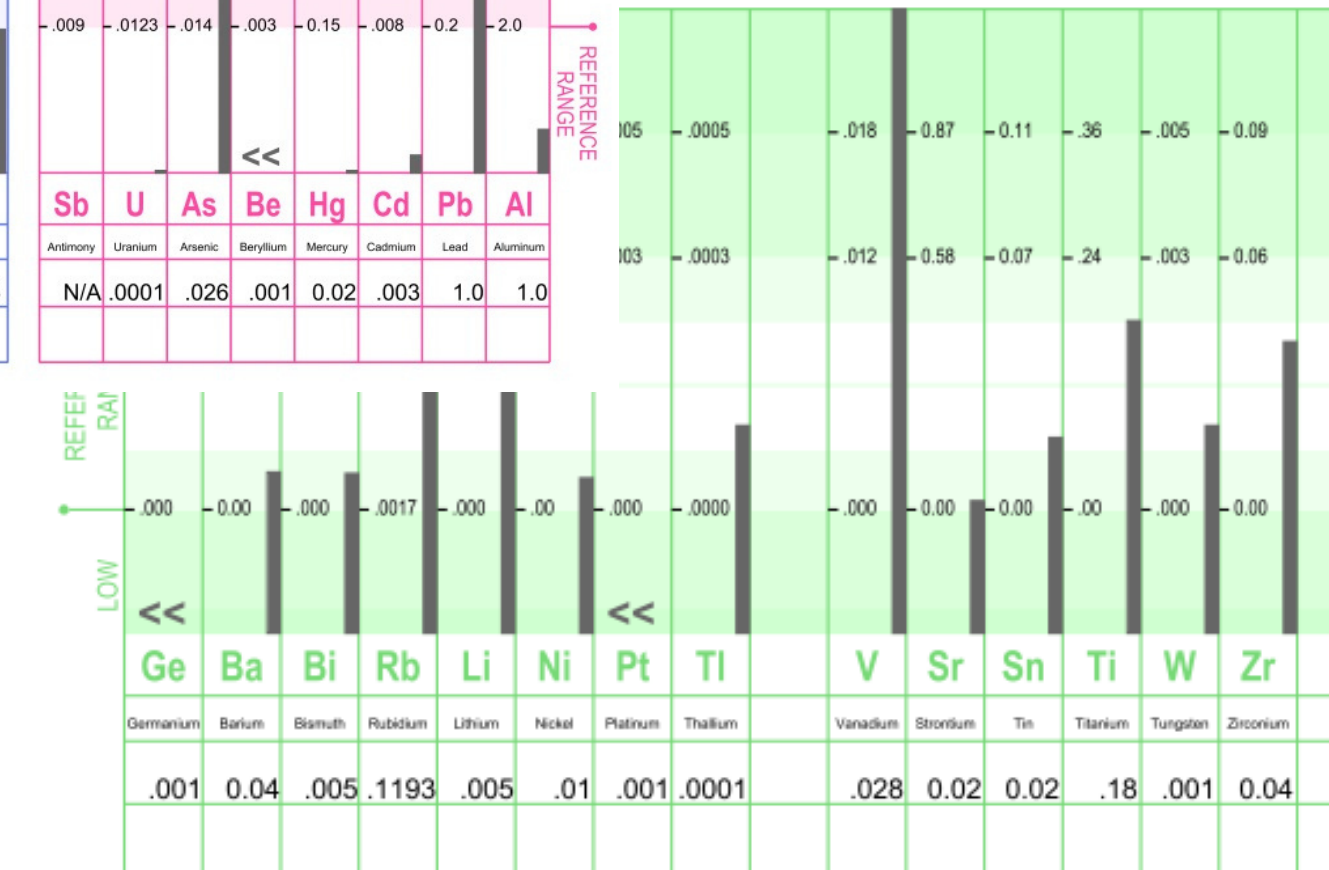 .009 .0123 .014 .003 0.15 .008 0.2 2.0
REFERENCE
RANGE
<<
Sb U As Be Hg Cd Pb Al
Antimony Uranium Arsenic Beryllium Mercury Cadmium Lead Aluminum
N/A .0001 .026 .001 0.02 .003 1.0 1.0
.0005 .018 0.87 0.11 .36 .005 0.09
.0003 .012 0.58 0.07 .24 .003 0.06
.000 0.00 .000 .0017 .000 .00 .000 .0000 .000 0.00 0.00 .00 .000 0.00
LOW
<< <<
Ge Ba Bi Rb Li Ni Pt Tl V Sr Sn Ti W Zr
Germanium Barium Bismuth Rubidium Lithium Nickel Platinum Thallium Vanadium Strontium Tin Titanium Tungsten Zirconium
.001 0.04 .005 .1193 .005 .01 .001 .0001 .028 0.02 0.02 .18 .001 0.04